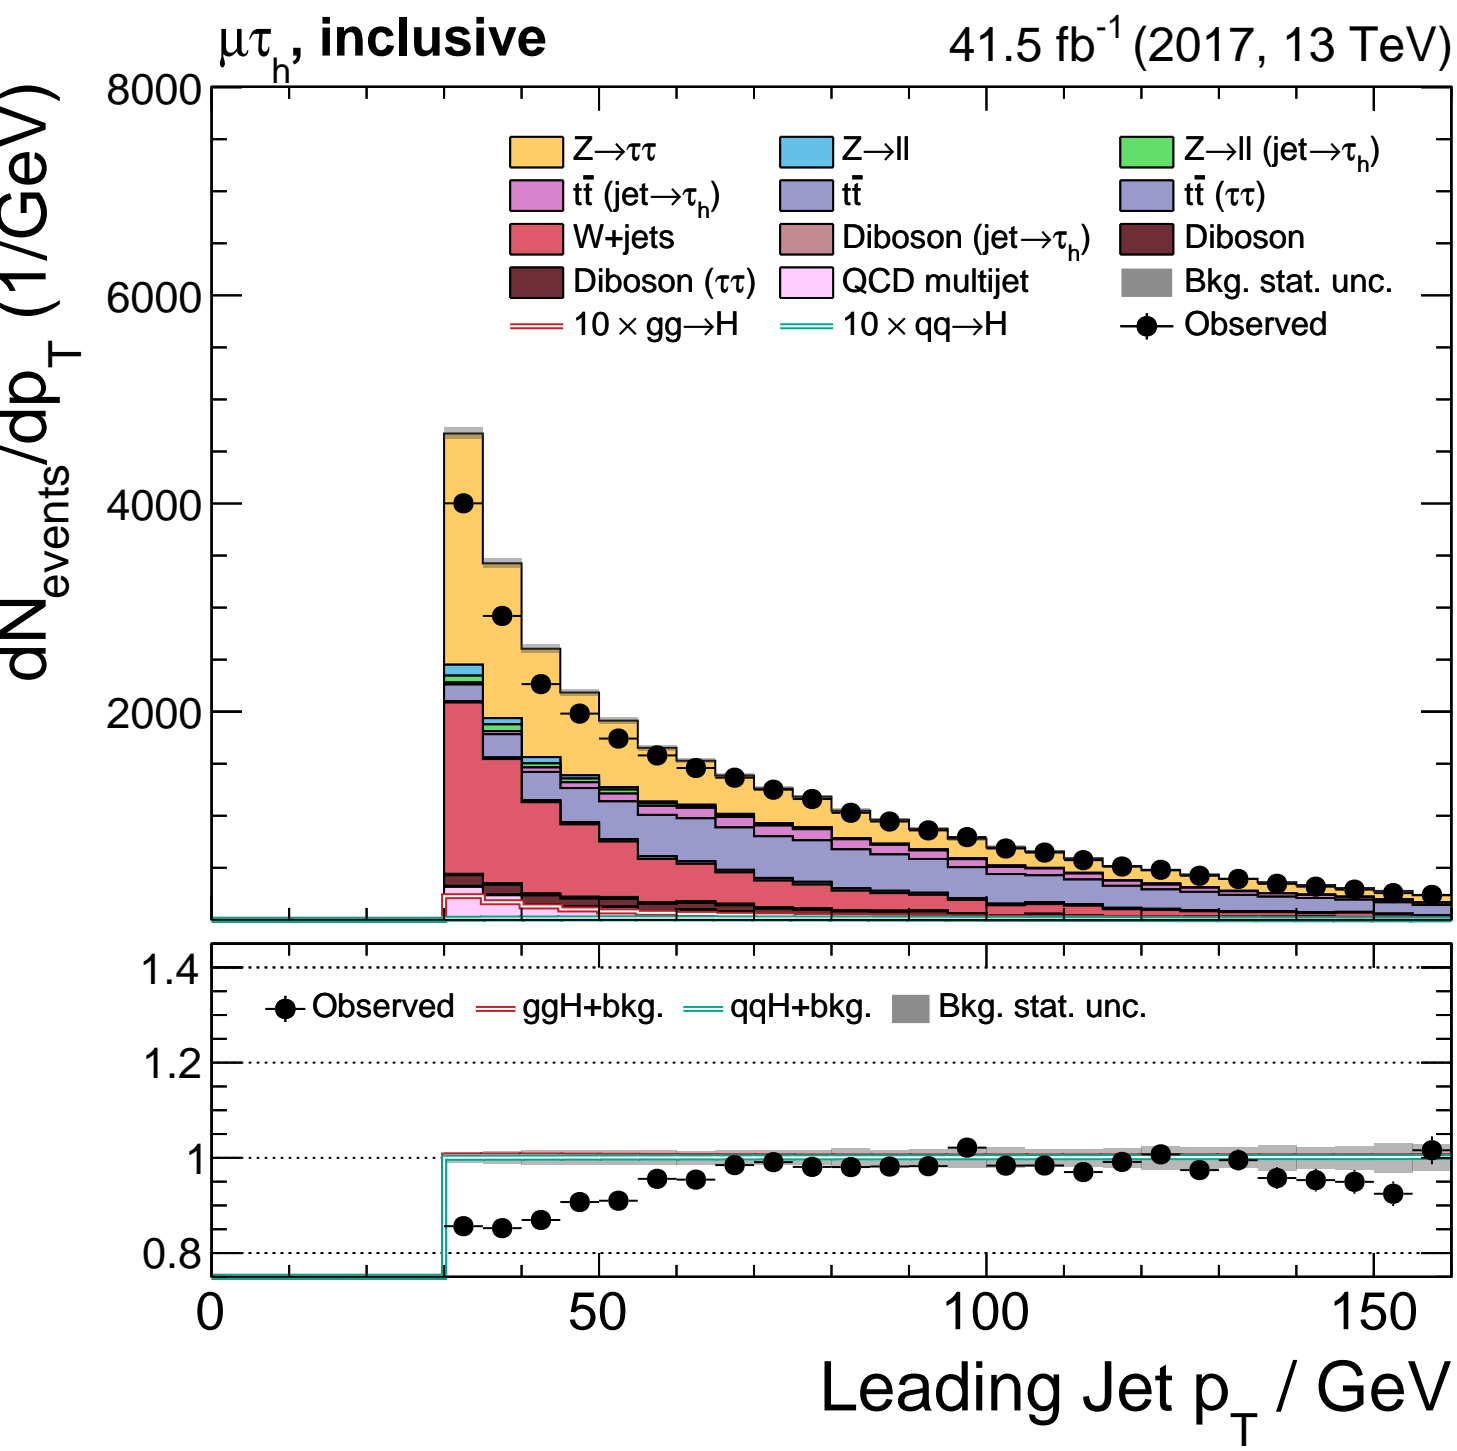 μτh, inclusive
41.5 fb-1 (2017, 13 TeV)
dNevents/dpT (1/GeV)
8000
6000
4000
2000
Z→ττ Z→ll Z→ll (jet→τh)
tt̄ (jet→τh) tt̄ tt̄ (ττ)
W+jets Diboson (jet→τh) Diboson
Diboson (ττ) QCD multijet Bkg. stat. unc.
10 × gg→H 10 × qq→H Observed
1.4
1.2
1
0.8
Observed ggH+bkg. qqH+bkg. Bkg. stat. unc.
0 50 100 150
Leading Jet pT / GeV